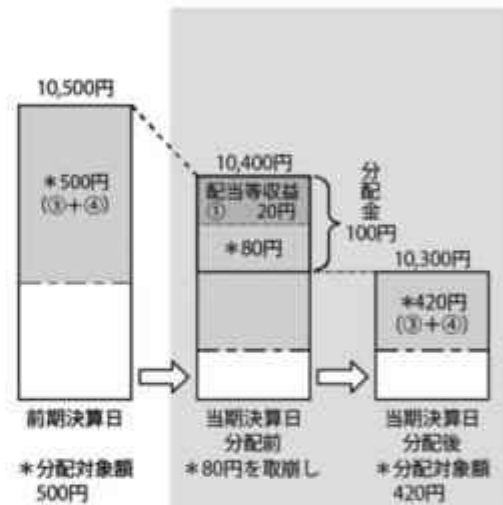 10,500円
*500円
(③+④)
前期決算日
*分配対象額
500円
10,400円
配当等収益
① 20円
*80円
分配金
100円
当期決算日
分配前
*80円を取崩し
10,300円
*420円
(③+④)
当期決算日
分配後
*分配対象額
420円